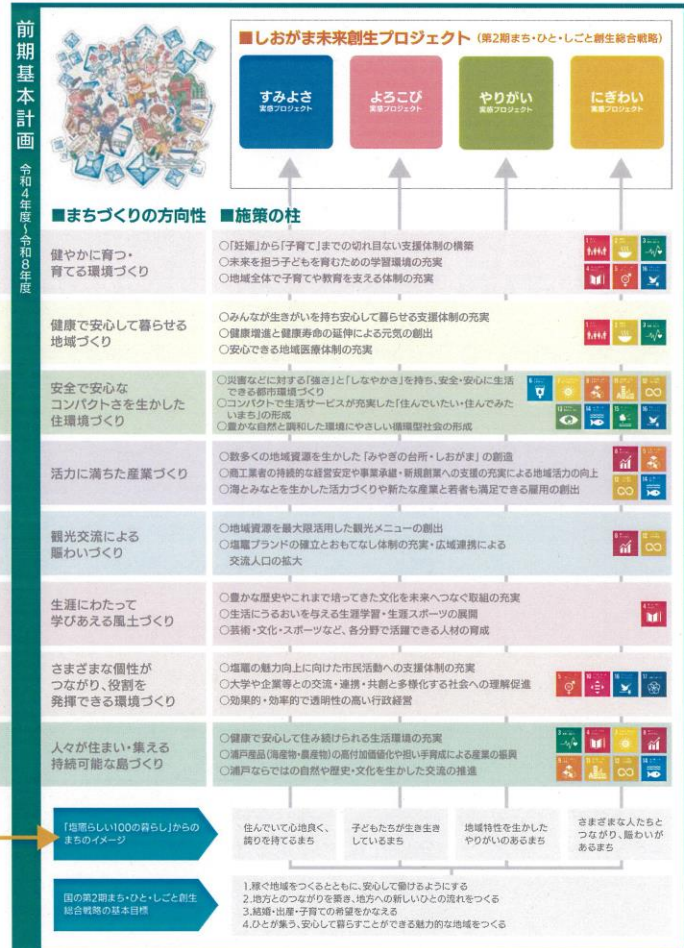 前期基本計画 令和4年度~令和8年度
■しおがま未来創生プロジェクト (第2期まち・ひと・しごと創生総合戦略)
すみよさ
実感プロジェクト
よろこび
実感プロジェクト
やりがい
実感プロジェクト
にぎわい
実感プロジェクト
■まちづくりの方向性 ■施策の柱
健やかに育つ・
育てる環境づくり
○「妊娠」から「子育て」までの切れ目ない支援体制の構築
○未来を担う子どもを育むための学習環境の充実
○地域全体で子育てや教育を支える体制の充実
健康で安心して暮らせる
地域づくり
○みんなが生きがいを持ち安心して暮らせる支援体制の充実
○健康増進と健康寿命の延伸による元気の創出
○安心できる地域医療体制の充実
安全で安心な
コンパクトさを生かした
住環境づくり
○災害などに対する「強さ」と「しなやかさ」を持ち、安全・安心に生活
できる都市環境づくり
○コンパクトで生活サービスが充実した「住んでいたい・住んでみた
いまち」の形成
○豊かな自然と調和した環境にやさしい循環型社会の形成
活力に満ちた産業づくり
○数多くの地域資源を生かした「みやぎの台所・しおがま」の創造
○商工業者の持続的な経営安定や事業承継・新規創業への支援の充実による地域活力の向上
○海とみなとを生かした活力づくりや新たな産業と若者も満足できる雇用の創出
観光交流による
賑わいづくり
○地域資源を最大限活用した観光メニューの創出
○塩竈ブランドの確立とおもてなし体制の充実・広域連携による
交流人口の拡大
生涯にわたって
学びあえる風土づくり
○豊かな歴史やこれまで培ってきた文化を未来へつなぐ取組の充実
○生活にうるおいを与える生涯学習・生涯スポーツの展開
○芸術・文化・スポーツなど、各分野で活躍できる人材の育成
さまざまな個性が
つながり、役割を
発揮できる環境づくり
○塩竈の魅力向上に向けた市民活動への支援体制の充実
○大学や企業等との交流・連携・共創と多様化する社会への理解促進
○効果的・効率的で透明性の高い行政経営
人々が住まい・集える
持続可能な島づくり
○健康で安心して住み続けられる生活環境の充実
○浦戸産品(海産物・農産物)の高付加価値化や担い手育成による産業の振興
○浦戸ならではの自然や歴史・文化を生かした交流の推進
「塩竈らしい100の暮らし」からの
まちのイメージ
住んでいて心地良く、
誇りを持てるまち
子どもたちが生き生き
しているまち
地域特性を生かした
やりがいのあるまち
さまざまな人たちと
つながり、賑わいが
あるまち
国の第2期まち・ひと・しごと創生
総合戦略の基本目標
1.稼ぐ地域をつくるとともに、安心して働けるようにする
2.地方とのつながりを築き、地方への新しいひとの流れをつくる
3.結婚・出産・子育ての希望をかなえる
4.ひとが集う、安心して暮らすことができる魅力的な地域をつくる